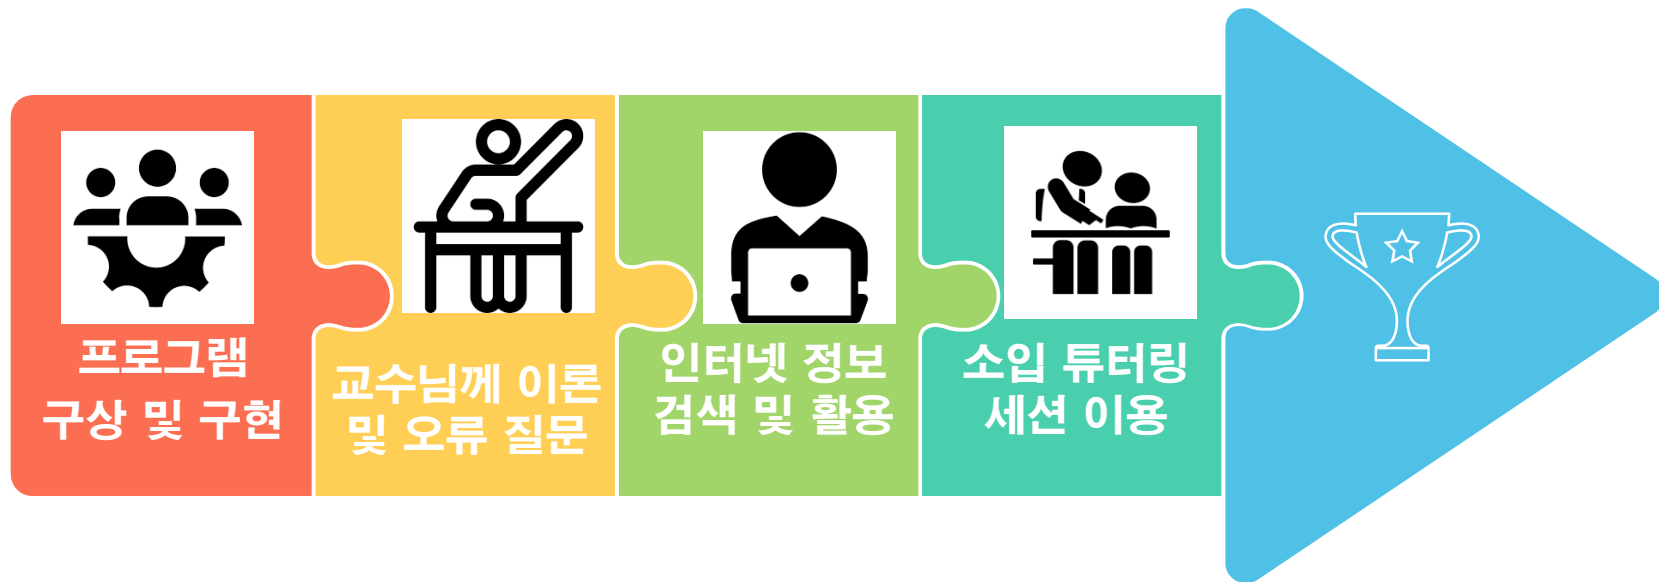 프로그램
구상 및 구현
교수님께 이론
및 오류 질문
인터넷 정보
검색 및 활용
소입 튜터링
세션 이용